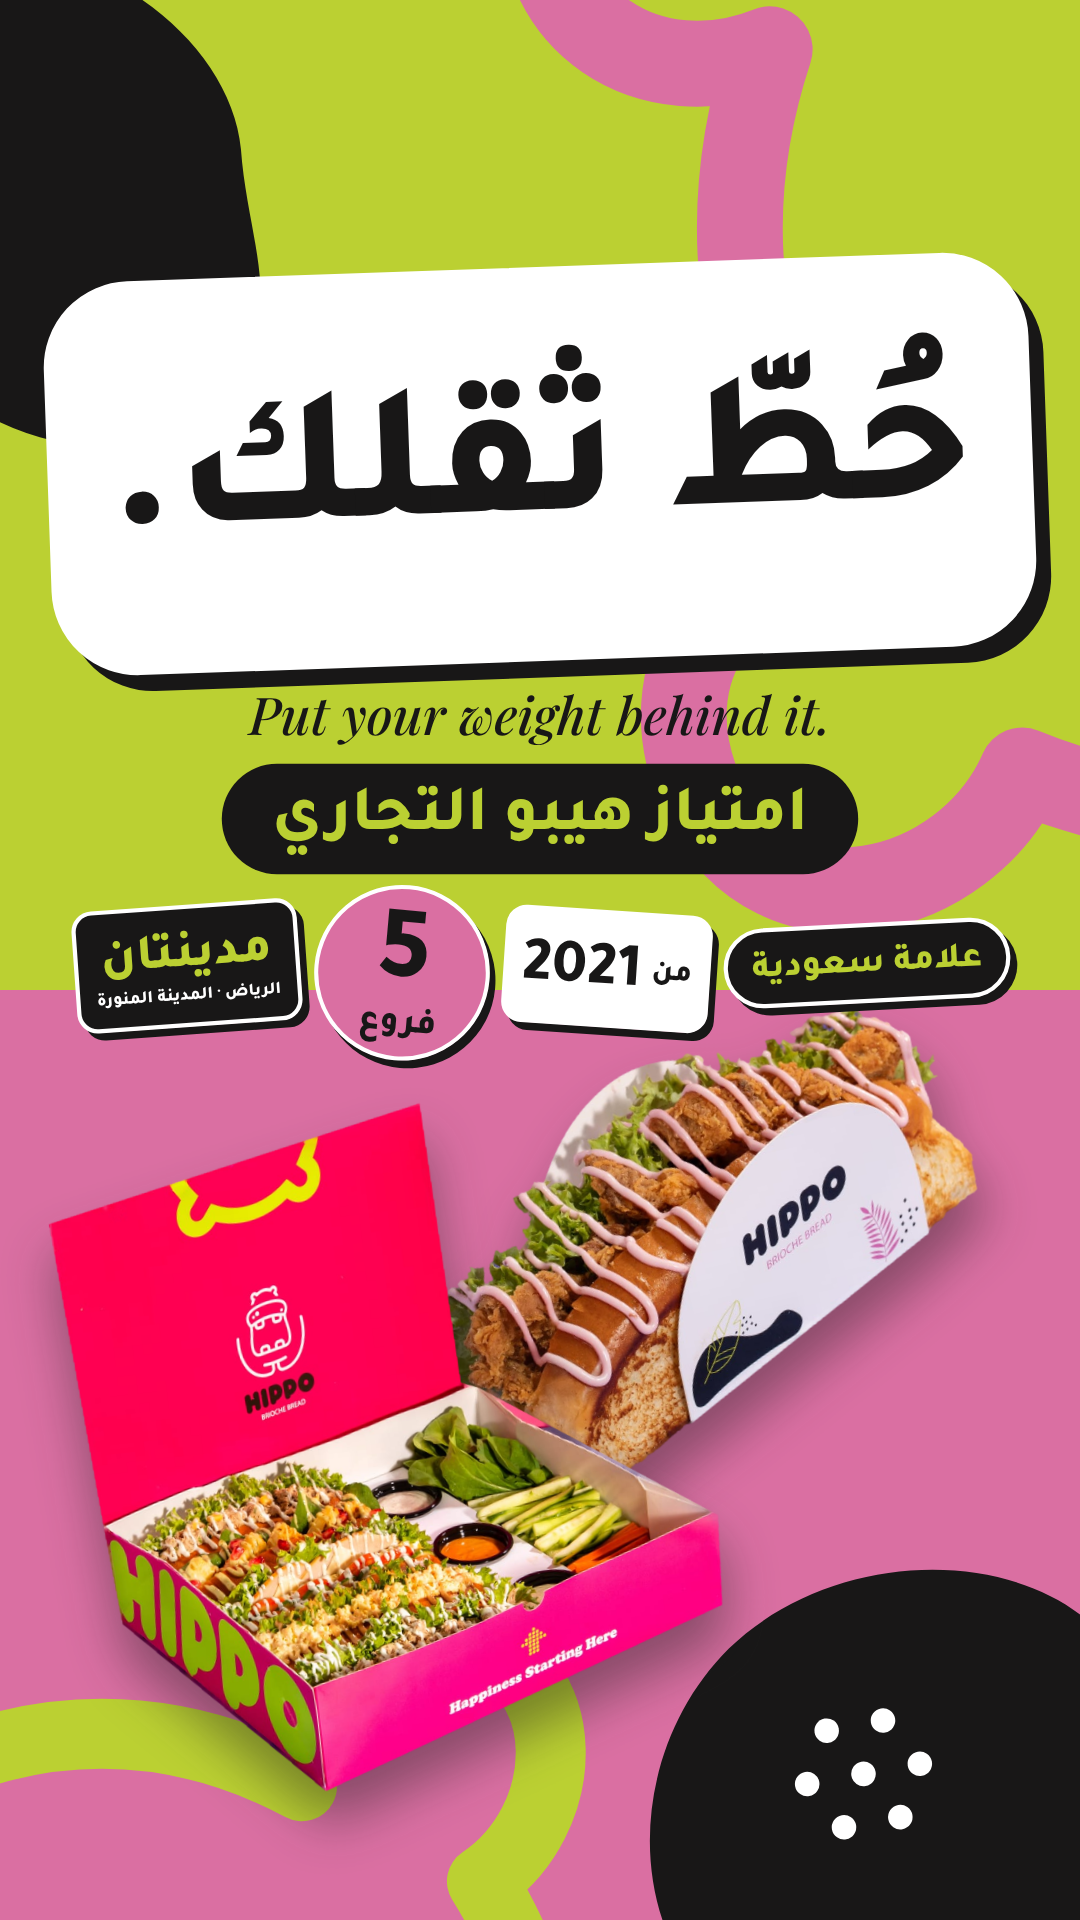 حُطّ ثقلك.
Put your weight behind it.
امتياز هيبو التجاري
علامة سعودية
من 2021
5
فروع
مدينتان
الرياض · المدينة المنورة
HIPPO
BRIOCHE BREAD
HIPPO
BRIOCHE BREAD
HIPPO
Happiness Starting Here